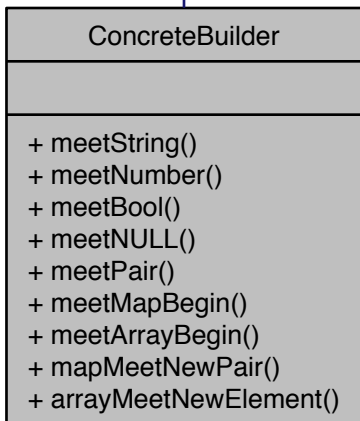 ConcreteBuilder
+ meetString()
+ meetNumber()
+ meetBool()
+ meetNULL()
+ meetPair()
+ meetMapBegin()
+ meetArrayBegin()
+ mapMeetNewPair()
+ arrayMeetNewElement()